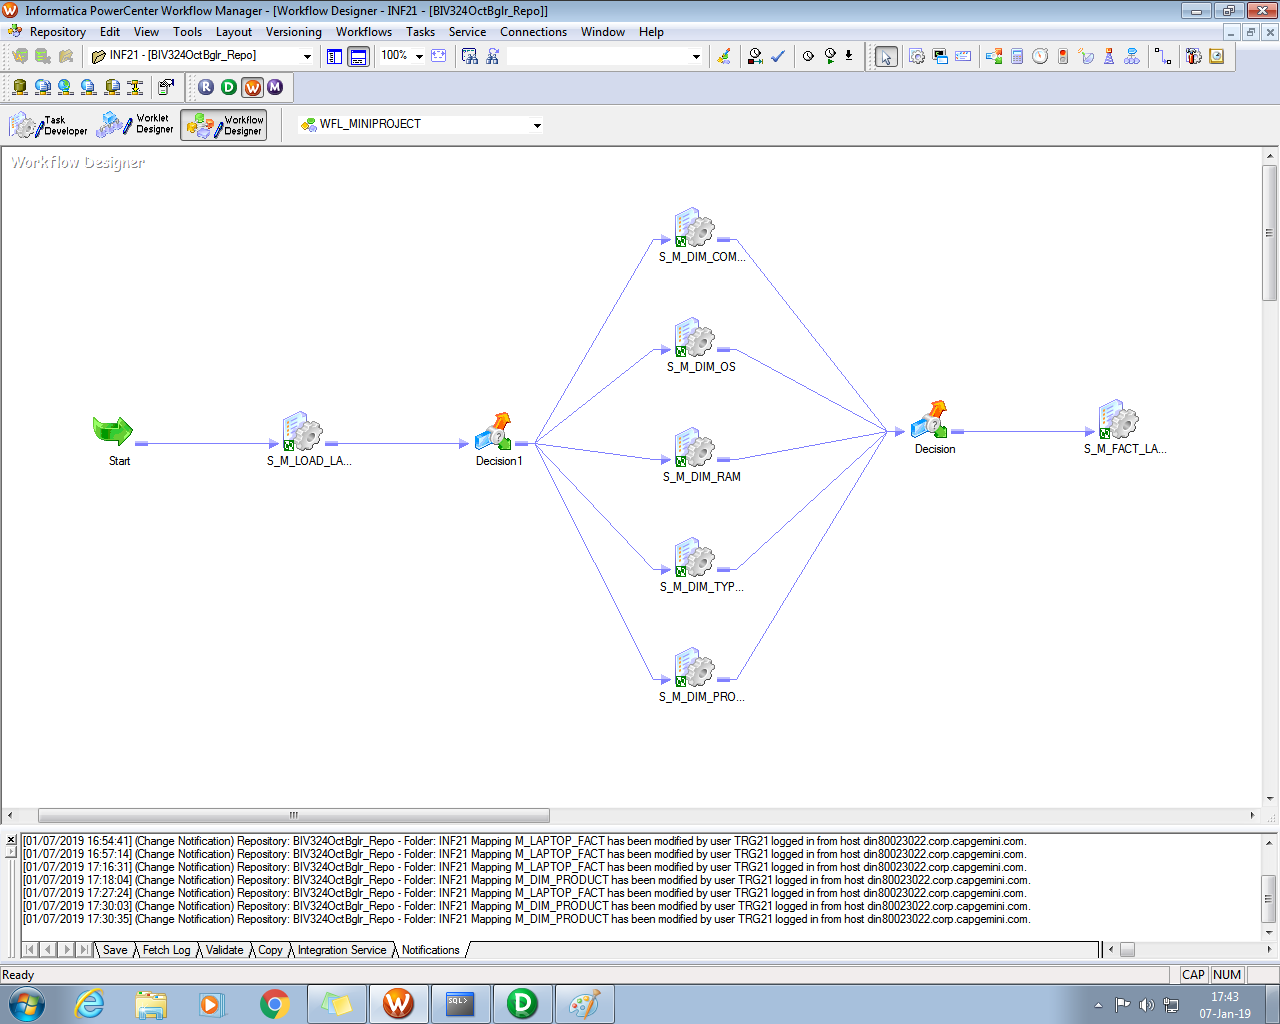 Informatica PowerCenter Workflow Manager - [Workflow Designer - INF21 - [BIV324OctBglr_Repo]]
Repository Edit View Tools Layout Versioning Workflows Tasks Service Connections Window Help
INF21 - [BIV324OctBglr_Repo] 100%
R D W M
Task Developer Worklet Designer Workflow Designer WFL_MINIPROJECT
Workflow Designer
S_M_DIM_COM...
S_M_DIM_OS
Start S_M_LOAD_LA... Decision1 Decision S_M_FACT_LA...
S_M_DIM_RAM
S_M_DIM_TYP...
S_M_DIM_PRO...
[01/07/2019 16:54:41] (Change Notification) Repository: BIV324OctBglr_Repo - Folder: INF21 Mapping M_LAPTOP_FACT has been modified by user TRG21 logged in from host din80023022.corp.capgemini.com.
[01/07/2019 16:57:14] (Change Notification) Repository: BIV324OctBglr_Repo - Folder: INF21 Mapping M_LAPTOP_FACT has been modified by user TRG21 logged in from host din80023022.corp.capgemini.com.
[01/07/2019 17:16:31] (Change Notification) Repository: BIV324OctBglr_Repo - Folder: INF21 Mapping M_LAPTOP_FACT has been modified by user TRG21 logged in from host din80023022.corp.capgemini.com.
[01/07/2019 17:18:04] (Change Notification) Repository: BIV324OctBglr_Repo - Folder: INF21 Mapping M_DIM_PRODUCT has been modified by user TRG21 logged in from host din80023022.corp.capgemini.com.
[01/07/2019 17:27:24] (Change Notification) Repository: BIV324OctBglr_Repo - Folder: INF21 Mapping M_LAPTOP_FACT has been modified by user TRG21 logged in from host din80023022.corp.capgemini.com.
[01/07/2019 17:30:03] (Change Notification) Repository: BIV324OctBglr_Repo - Folder: INF21 Mapping M_DIM_PRODUCT has been modified by user TRG21 logged in from host din80023022.corp.capgemini.com.
[01/07/2019 17:30:35] (Change Notification) Repository: BIV324OctBglr_Repo - Folder: INF21 Mapping M_DIM_PRODUCT has been modified by user TRG21 logged in from host din80023022.corp.capgemini.com.
Save Fetch Log Validate Copy Integration Service Notifications
Ready CAP NUM
W SQL> D 17:43
07-Jan-19